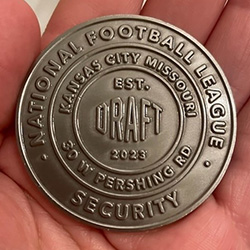 NATIONAL FOOTBALL LEAGUE
KANSAS CITY MISSOURI
EST.
DRAFT
2023
30 W PERSHING RD
SECURITY